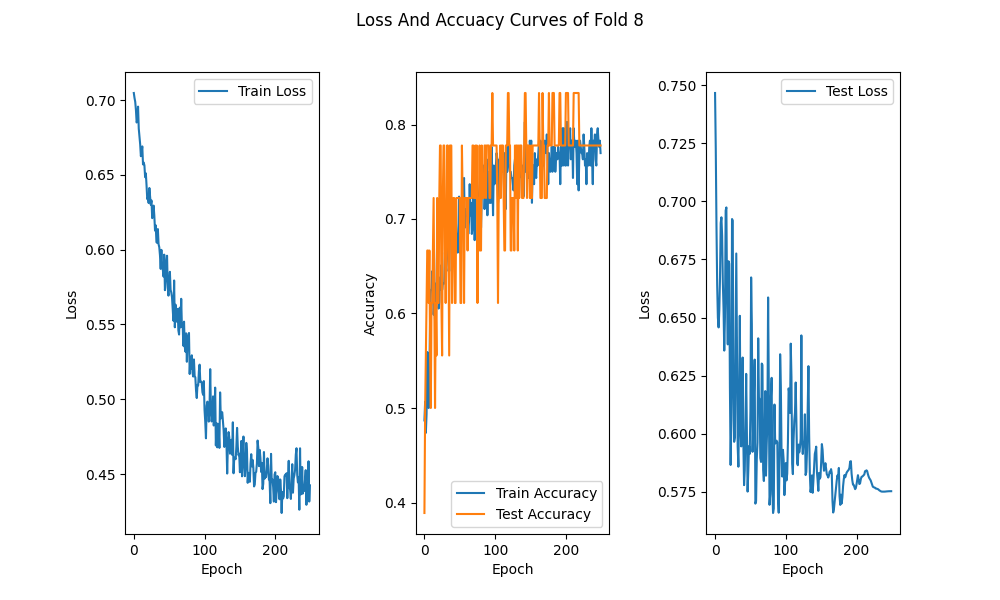 Loss And Accuacy Curves of Fold 8
Train Loss
0.70
0.65
0.60
0.55
0.50
0.45
Loss
0 100 200
Epoch
0.8
0.7
0.6
0.5
0.4
Accuracy
Train Accuracy
Test Accuracy
0 100 200
Epoch
Test Loss
0.750
0.725
0.700
0.675
0.650
0.625
0.600
0.575
Loss
0 100 200
Epoch